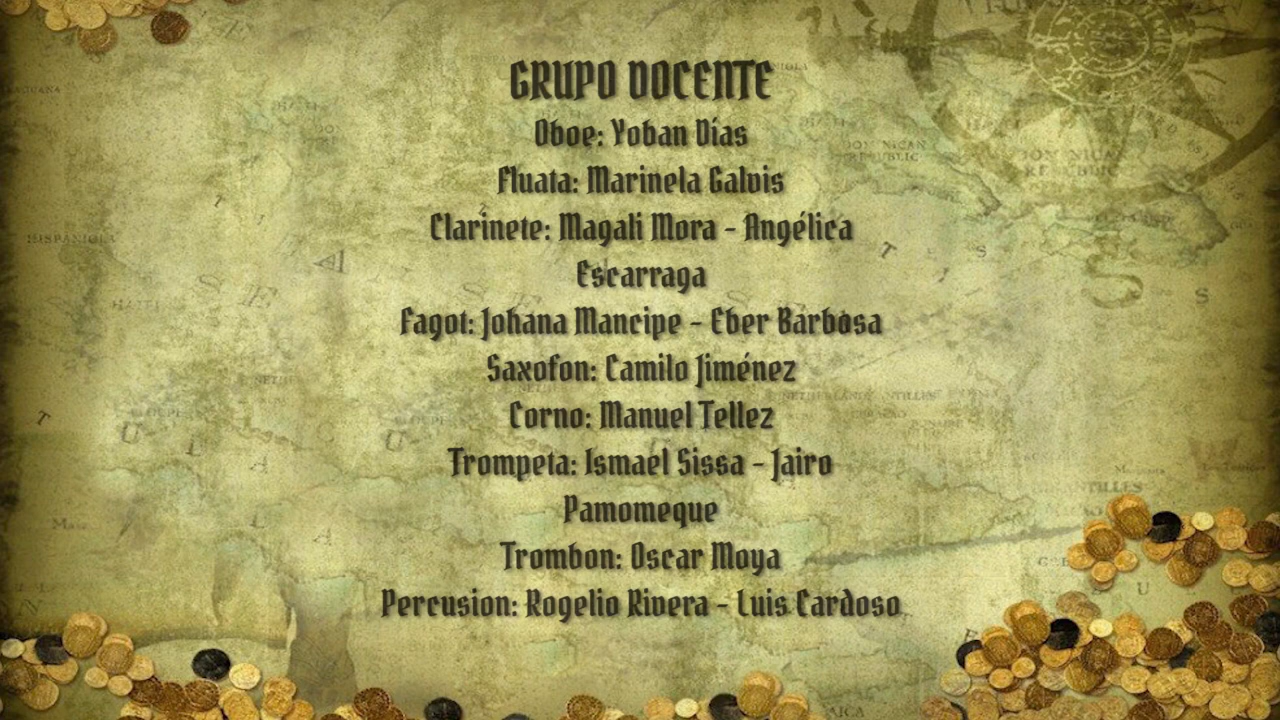 GRUPO DOCENTE
Oboe: Yoban Días
Fluata: Marinela Galvis
Clarinete: Magali Mora - Angélica
Escarraga
Fagot: Johana Mancipe - Eber Barbosa
Saxofon: Camilo Jiménez
Corno: Manuel Tellez
Trompeta: Ismael Sissa - Jairo
Pamomeque
Trombon: Oscar Moya
Percusion: Rogelio Rivera - Luis Cardoso